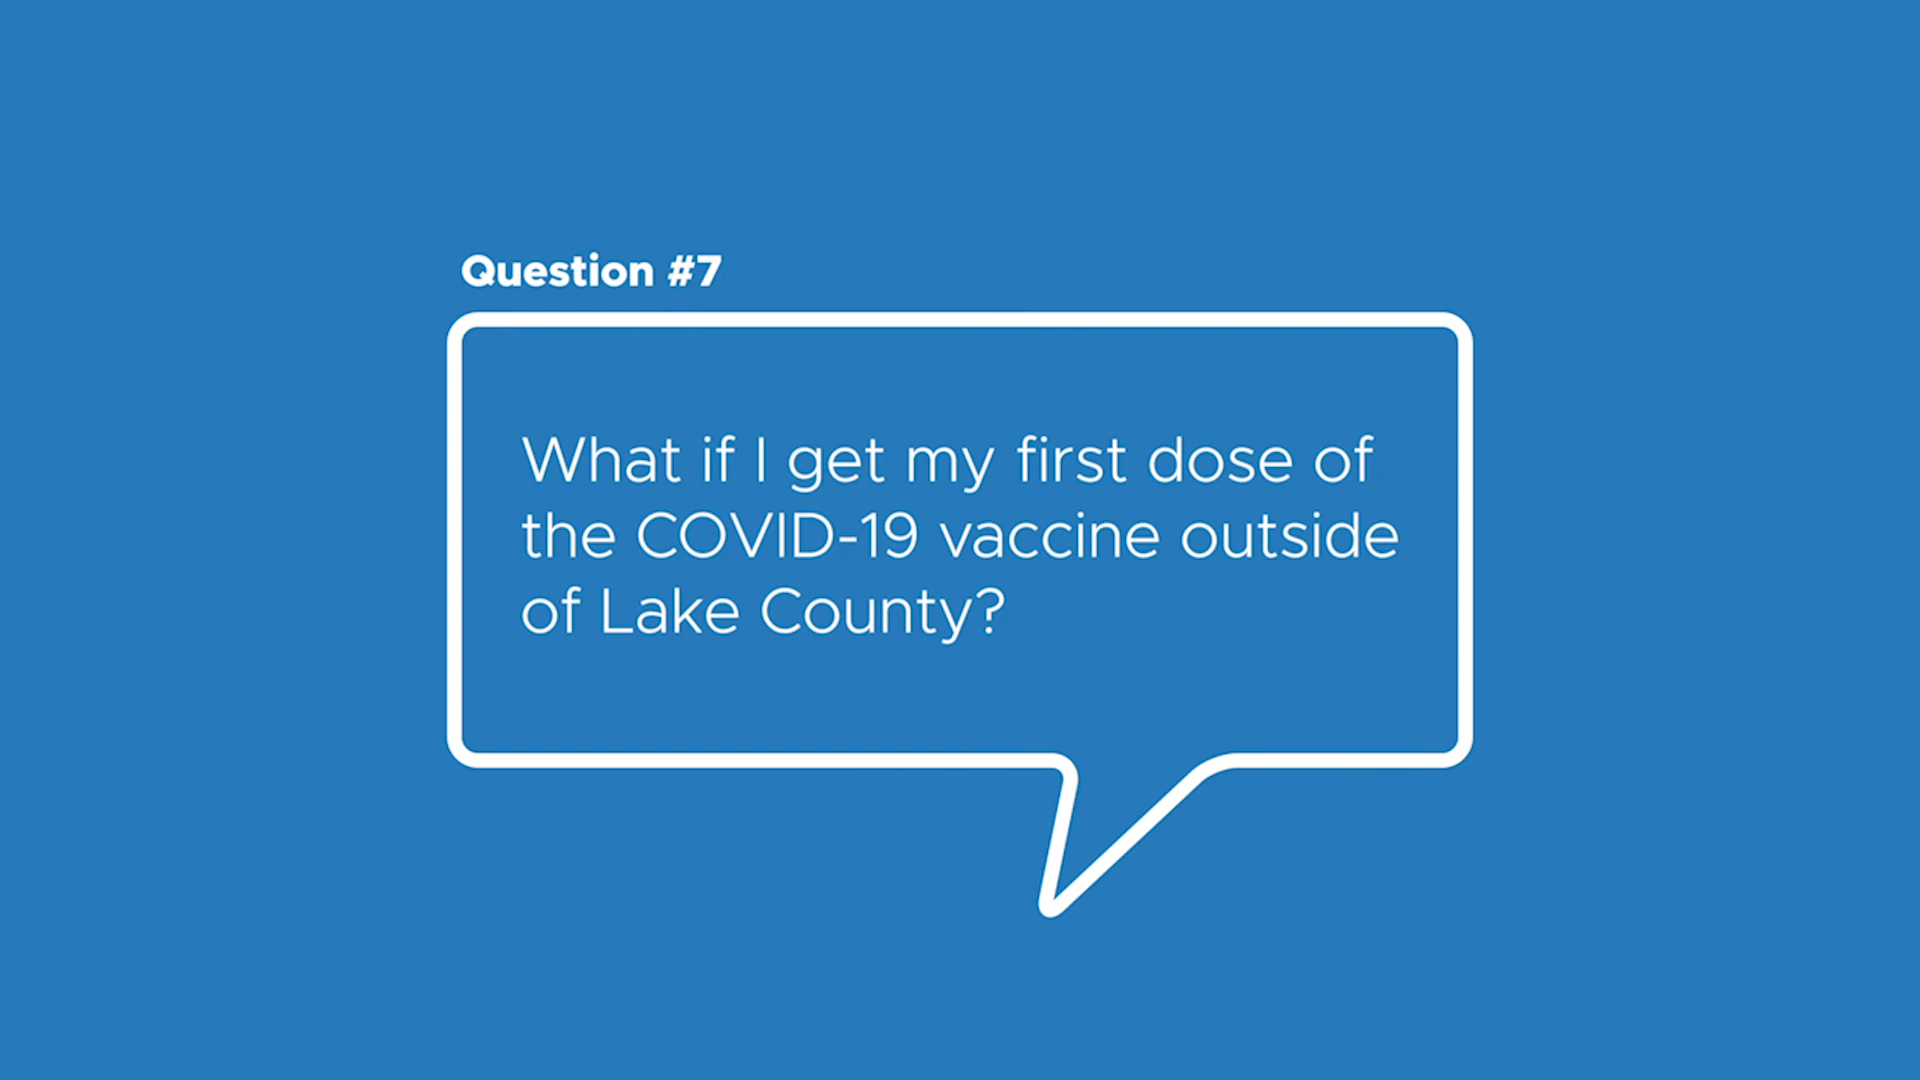 Question #7
What if I get my first dose of
the COVID-19 vaccine outside
of Lake County?